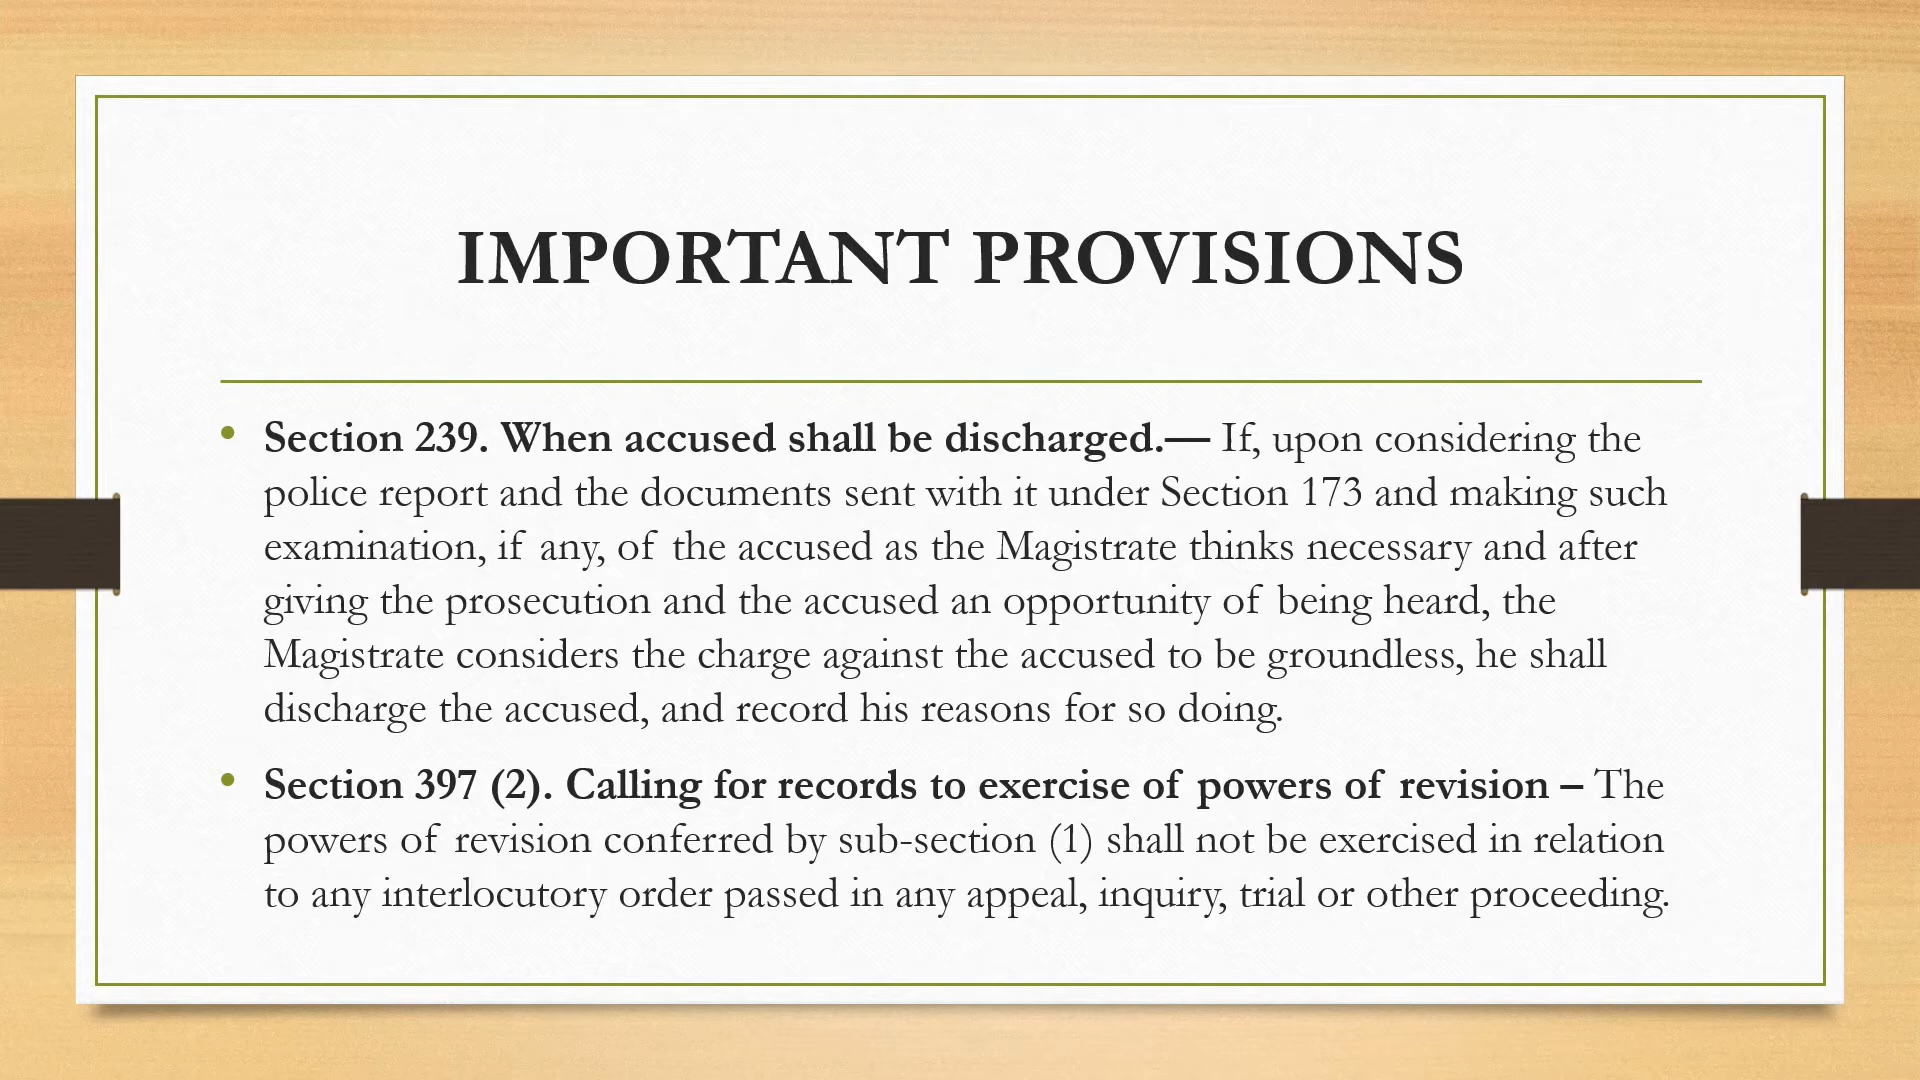 IMPORTANT PROVISIONS
• Section 239. When accused shall be discharged.— If, upon considering the
police report and the documents sent with it under Section 173 and making such
examination, if any, of the accused as the Magistrate thinks necessary and after
giving the prosecution and the accused an opportunity of being heard, the
Magistrate considers the charge against the accused to be groundless, he shall
discharge the accused, and record his reasons for so doing.
• Section 397 (2). Calling for records to exercise of powers of revision – The
powers of revision conferred by sub-section (1) shall not be exercised in relation
to any interlocutory order passed in any appeal, inquiry, trial or other proceeding.